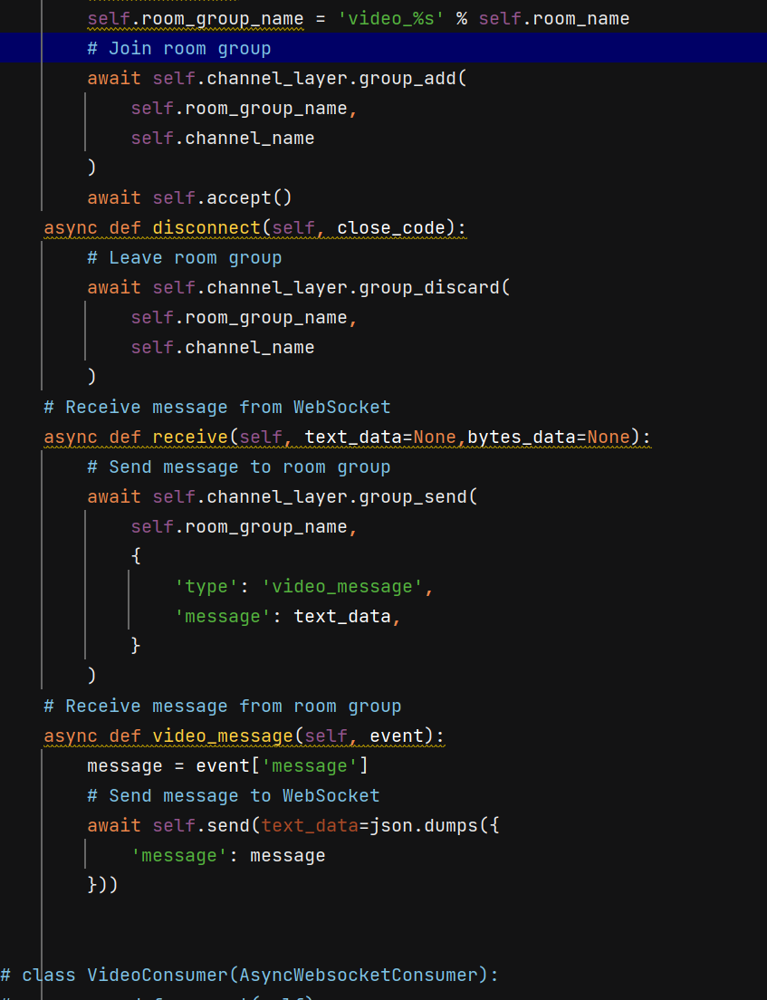 self.room_group_name = 'video_%s' % self.room_name
# Join room group
await self.channel_layer.group_add(
self.room_group_name,
self.channel_name
)
await self.accept()
async def disconnect(self, close_code):
# Leave room group
await self.channel_layer.group_discard(
self.room_group_name,
self.channel_name
)
# Receive message from WebSocket
async def receive(self, text_data=None,bytes_data=None):
# Send message to room group
await self.channel_layer.group_send(
self.room_group_name,
{
'type': 'video_message',
'message': text_data,
}
)
# Receive message from room group
async def video_message(self, event):
message = event['message']
# Send message to WebSocket
await self.send(text_data=json.dumps({
'message': message
}))
# class VideoConsumer(AsyncWebsocketConsumer):